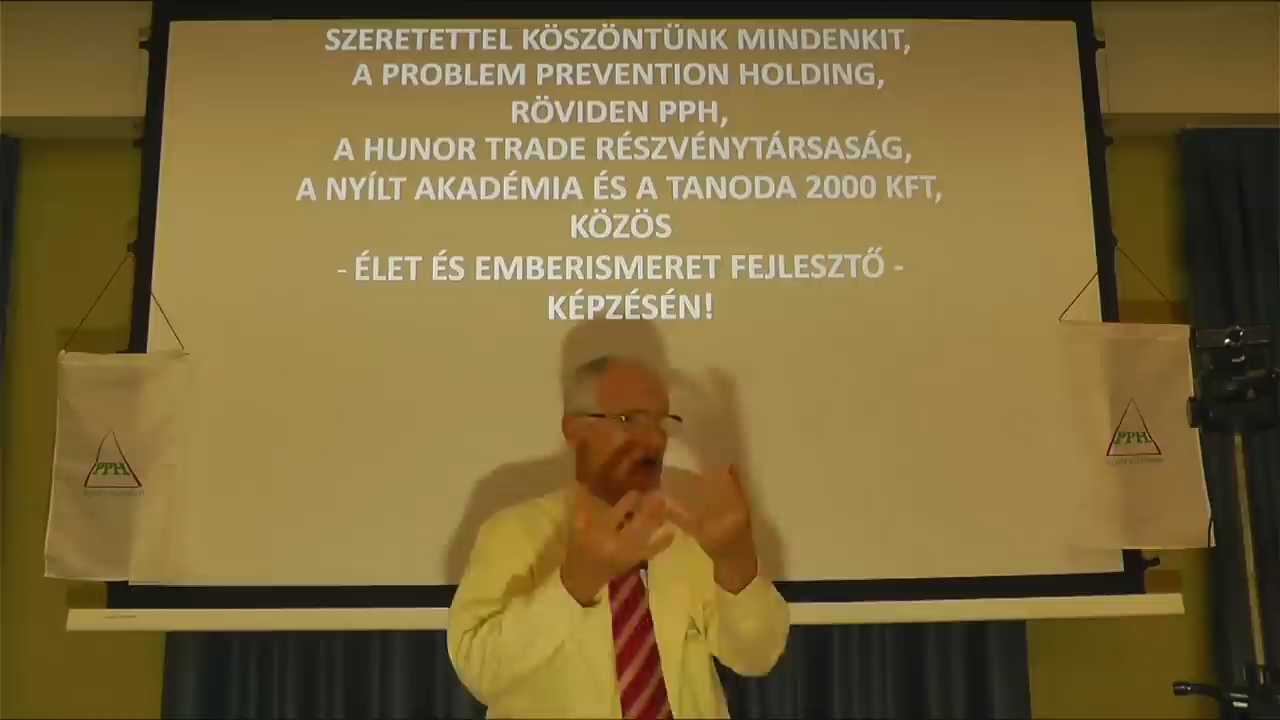 SZERETETTEL KÖSZÖNTÜNK MINDENKIT,
A PROBLEM PREVENTION HOLDING,
RÖVIDEN PPH,
A HUNOR TRADE RÉSZVÉNYTÁRSASÁG,
A NYÍLT AKADÉMIA ÉS A TANODA 2000 KFT,
KÖZÖS
- ÉLET ÉS EMBERISMERET FEJLESZTŐ -
KÉPZÉSÉN!
PPH
PPH